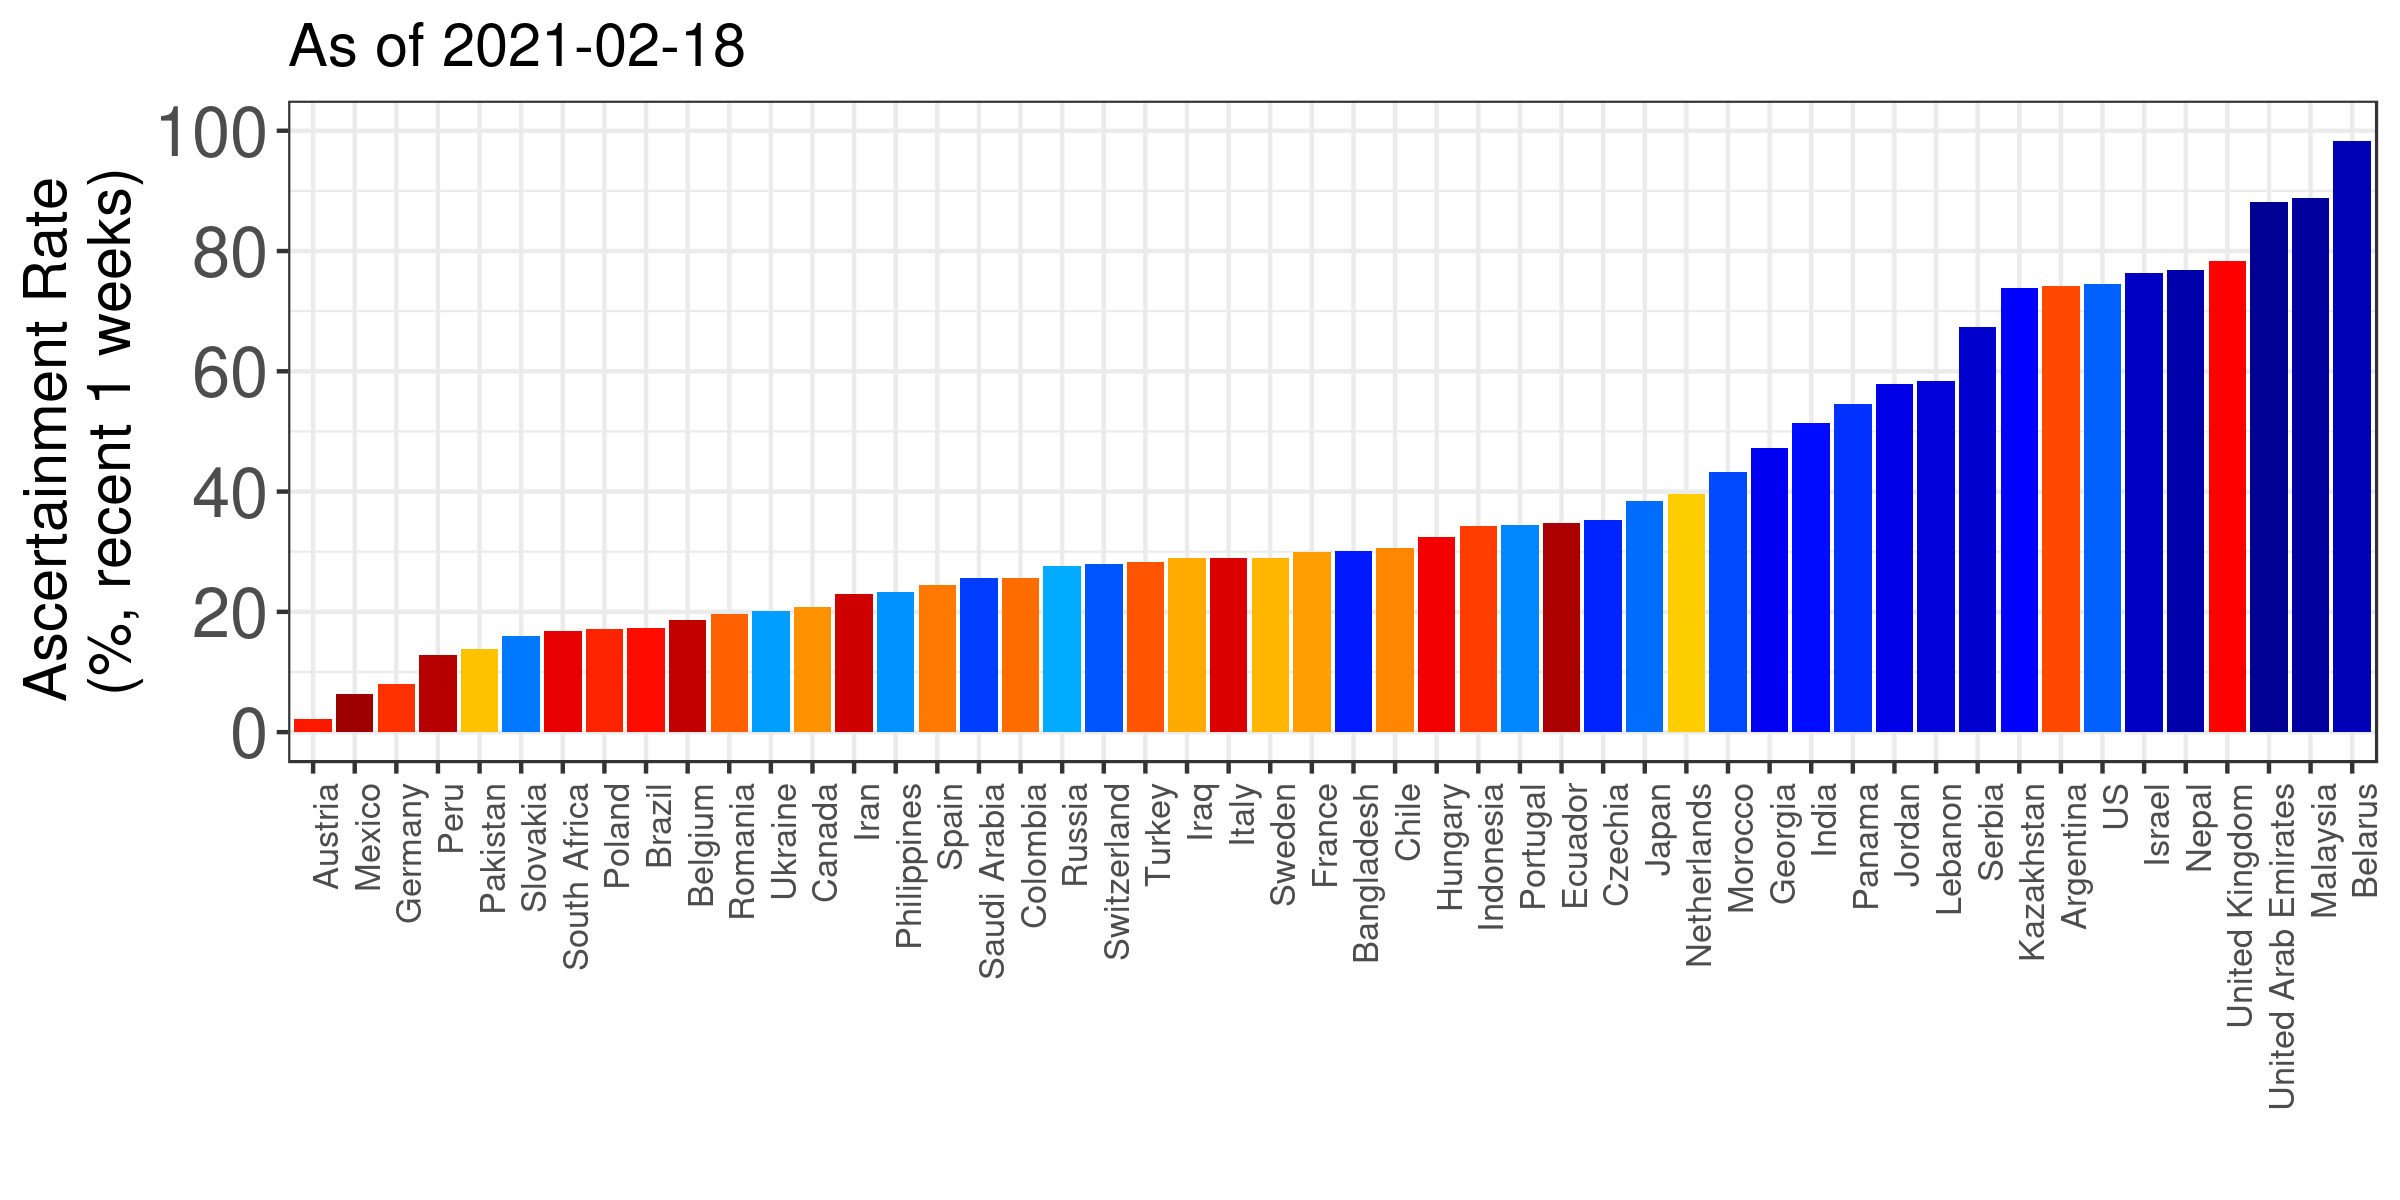 As of 2021-02-18
Ascertainment Rate
(%, recent 1 weeks)
100
80
60
40
20
0
Austria
Mexico
Germany
Peru
Pakistan
Slovakia
South Africa
Poland
Brazil
Belgium
Romania
Ukraine
Canada
Iran
Philippines
Spain
Saudi Arabia
Colombia
Russia
Switzerland
Turkey
Iraq
Italy
Sweden
France
Bangladesh
Chile
Hungary
Indonesia
Portugal
Ecuador
Czechia
Japan
Netherlands
Morocco
Georgia
India
Panama
Jordan
Lebanon
Serbia
Kazakhstan
Argentina
US
Israel
Nepal
United Kingdom
United Arab Emirates
Malaysia
Belarus